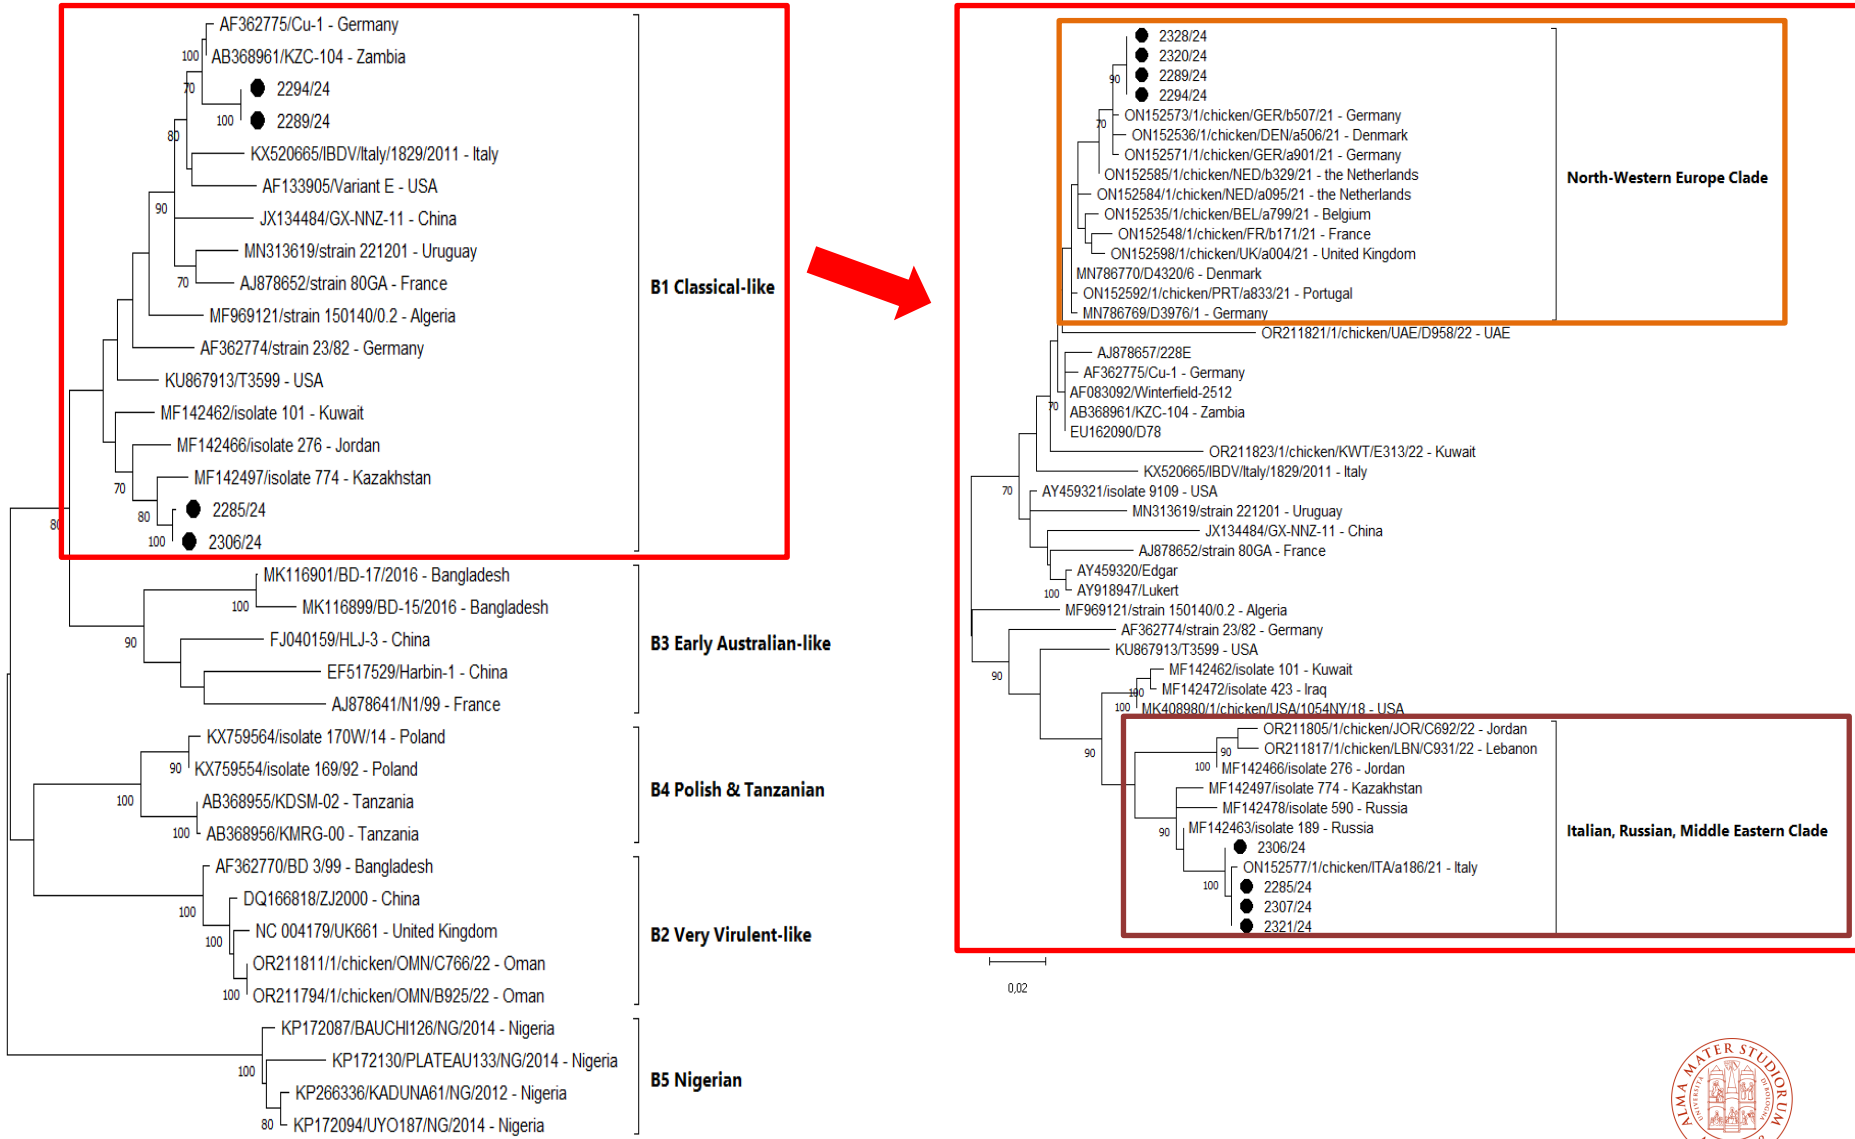 AF362775/Cu-1 - Germany
100
AB368961/KZC-104 - Zambia
70
2294/24
100
2289/24
80
KX520665/IBDV/Italy/1829/2011 - Italy
AF133905/Variant E - USA
90
JX134484/GX-NNZ-11 - China
MN313619/strain 221201 - Uruguay
70
AJ878652/strain 80GA - France
B1 Classical-like
MF969121/strain 150140/0.2 - Algeria
AF362774/strain 23/82 - Germany
KU867913/T3599 - USA
MF142462/isolate 101 - Kuwait
MF142466/isolate 276 - Jordan
MF142497/isolate 774 - Kazakhstan
70
2285/24
80
80
100
2306/24
MK116901/BD-17/2016 - Bangladesh
100
MK116899/BD-15/2016 - Bangladesh
90
FJ040159/HLJ-3 - China
B3 Early Australian-like
EF517529/Harbin-1 - China
AJ878641/N1/99 - France
KX759564/isolate 170W/14 - Poland
90
KX759554/isolate 169/92 - Poland
B4 Polish & Tanzanian
100
AB368955/KDSM-02 - Tanzania
100
AB368956/KMRG-00 - Tanzania
AF362770/BD 3/99 - Bangladesh
DQ166818/ZJ2000 - China
100
NC 004179/UK661 - United Kingdom
B2 Very Virulent-like
100
OR211811/1/chicken/OMN/C766/22 - Oman
100
OR211794/1/chicken/OMN/B925/22 - Oman
KP172087/BAUCHI126/NG/2014 - Nigeria
KP172130/PLATEAU133/NG/2014 - Nigeria
100
B5 Nigerian
KP266336/KADUNA61/NG/2012 - Nigeria
80
KP172094/UYO187/NG/2014 - Nigeria
2328/24
2320/24
90
2289/24
2294/24
ON152573/1/chicken/GER/b507/21 - Germany
70
ON152536/1/chicken/DEN/a506/21 - Denmark
ON152571/1/chicken/GER/a901/21 - Germany
ON152585/1/chicken/NED/b329/21 - the Netherlands
North-Western Europe Clade
ON152584/1/chicken/NED/a095/21 - the Netherlands
ON152535/1/chicken/BEL/a799/21 - Belgium
ON152548/1/chicken/FR/b171/21 - France
ON152598/1/chicken/UK/a004/21 - United Kingdom
MN786770/D4320/6 - Denmark
ON152592/1/chicken/PRT/a833/21 - Portugal
MN786769/D3976/1 - Germany
OR211821/1/chicken/UAE/D958/22 - UAE
AJ878657/228E
AF362775/Cu-1 - Germany
AF083092/Winterfield-2512
70
AB368961/KZC-104 - Zambia
EU162090/D78
OR211823/1/chicken/KWT/E313/22 - Kuwait
KX520665/IBDV/Italy/1829/2011 - Italy
70
AY459321/isolate 9109 - USA
MN313619/strain 221201 - Uruguay
JX134484/GX-NNZ-11 - China
AJ878652/strain 80GA - France
AY459320/Edgar
100
AY918947/Lukert
MF969121/strain 150140/0.2 - Algeria
AF362774/strain 23/82 - Germany
KU867913/T3599 - USA
90
MF142462/isolate 101 - Kuwait
100
MF142472/isolate 423 - Iraq
100
MK408980/1/chicken/USA/1054NY/18 - USA
OR211805/1/chicken/JOR/C692/22 - Jordan
90
90
OR211817/1/chicken/LBN/C931/22 - Lebanon
100
MF142466/isolate 276 - Jordan
MF142497/isolate 774 - Kazakhstan
MF142478/isolate 590 - Russia
90
MF142463/isolate 189 - Russia
Italian, Russian, Middle Eastern Clade
2306/24
ON152577/1/chicken/ITA/a186/21 - Italy
100
2285/24
2307/24
2321/24
0,02
ALMA MATER STUDIORUM